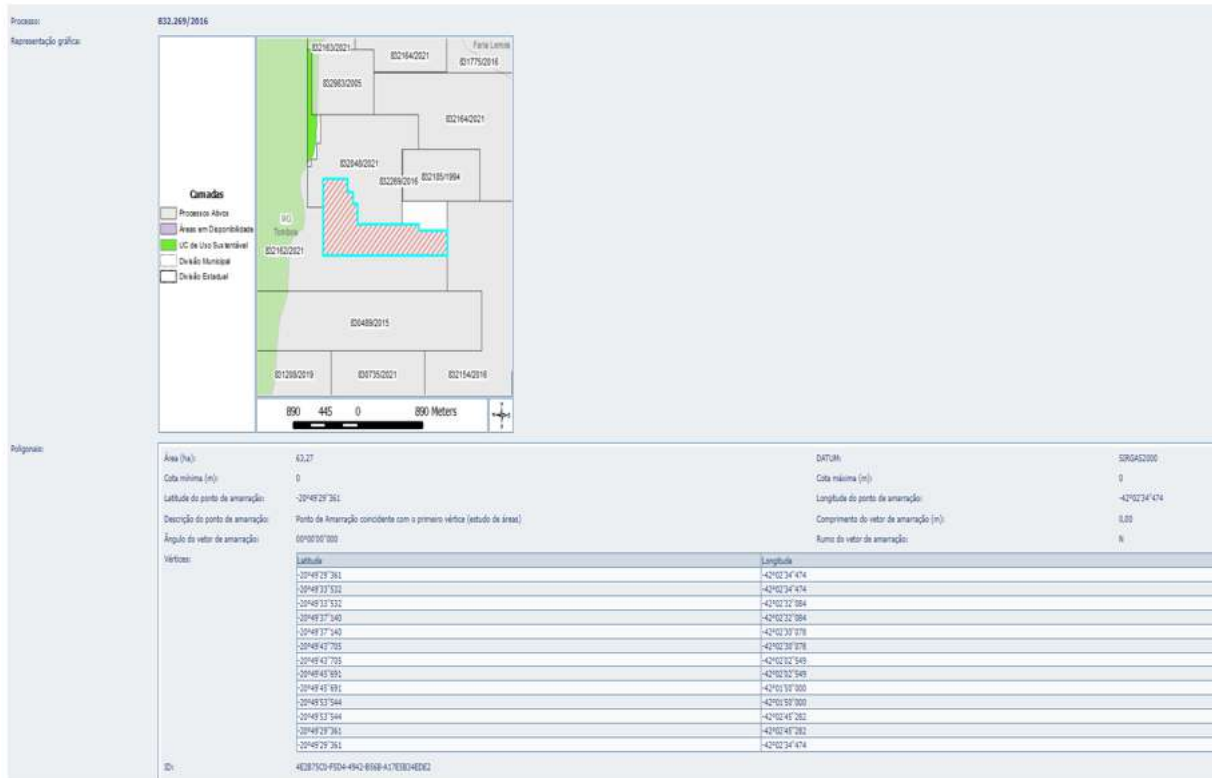 Processo: 832.269/2016
Representação gráfica:
832163/2021
Faria Lemos
832164/2021
831775/2016
832983/2005
832164/2021
832048/2021
832269/2016
832105/1994
Camadas
Processos Ativos
Áreas em Disponibilidade
UC de Uso Sustentável
Divisão Municipal
Divisão Estadual
MG
Tombos
832162/2021
830489/2015
831208/2019
830735/2021
832154/2016
890 445 0 890 Meters
Poligonais:
Área (ha): 63,27 DATUM: SIRGAS2000
Cota mínima (m): 0 Cota máxima (m): 0
Latitude do ponto de amarração: -20°49'29"361 Longitude do ponto de amarração: -42°02'34"474
Descrição do ponto de amarração: Ponto de Amarração coincidente com o primeiro vértice (estudo de áreas) Comprimento do vetor de amarração (m): 0,00
Ângulo do vetor de amarração: 00°00'00"000 Rumo do vetor de amarração: N
Vértices: Latitude Longitude
-20°49'29"361 -42°02'34"474
-20°49'33"532 -42°02'34"474
-20°49'33"532 -42°02'32"084
-20°49'37"140 -42°02'32"084
-20°49'37"140 -42°02'30"078
-20°49'43"705 -42°02'30"078
-20°49'43"705 -42°02'02"549
-20°49'45"691 -42°02'02"549
-20°49'45"691 -42°01'50"000
-20°49'53"544 -42°01'50"000
-20°49'53"544 -42°02'45"282
-20°49'29"361 -42°02'45"282
-20°49'29"361 -42°02'34"474
ID: